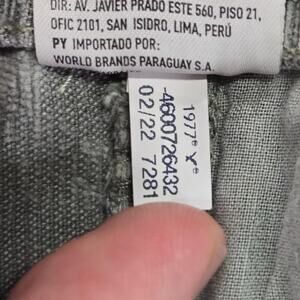 DIR: AV. JAVIER PRADO ESTE 560, PISO 21,
OFIC 2101, SAN ISIDRO, LIMA, PERÚ
PY IMPORTADO POR:
WORLD BRANDS PARAGUAY S.A.
1977
-4600726432
02/22 7281